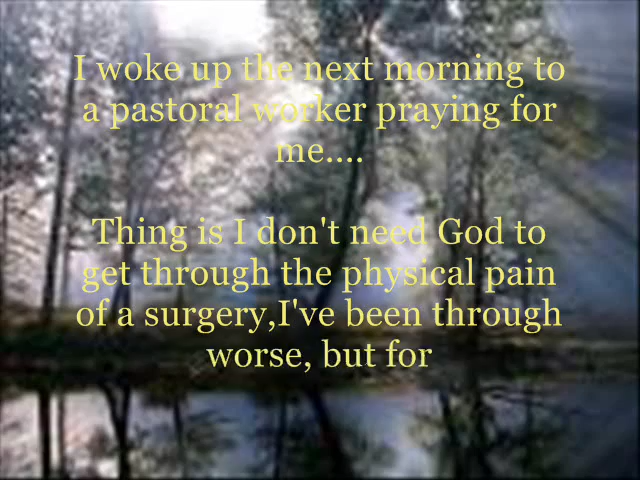 I woke up the next morning to
a pastoral worker praying for
me....
Thing is I don't need God to
get through the physical pain
of a surgery,I've been through
worse, but for